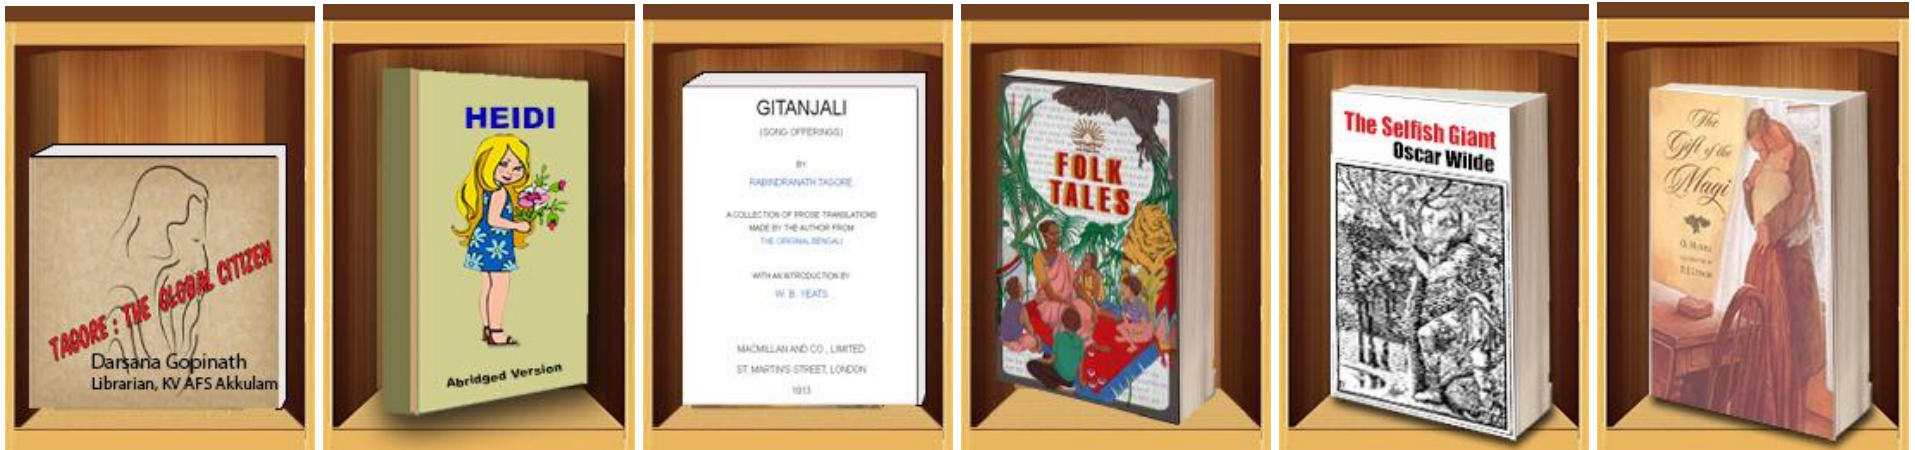 TAGORE : THE GLOBAL CITIZEN
Darsana Gopinath
Librarian, KV AFS Akkulam
HEIDI
Abridged Version
GITANJALI
(SONG OFFERINGS)
BY
RABINDRANATH TAGORE
A COLLECTION OF PROSE TRANSLATIONS
MADE BY THE AUTHOR FROM
THE ORIGINAL BENGALI
WITH AN INTRODUCTION BY
W. B. YEATS
MACMILLAN AND CO., LIMITED
ST. MARTIN'S STREET, LONDON
1913
FOLK
TALES
The Selfish Giant
Oscar Wilde
The
Gift of the
Magi